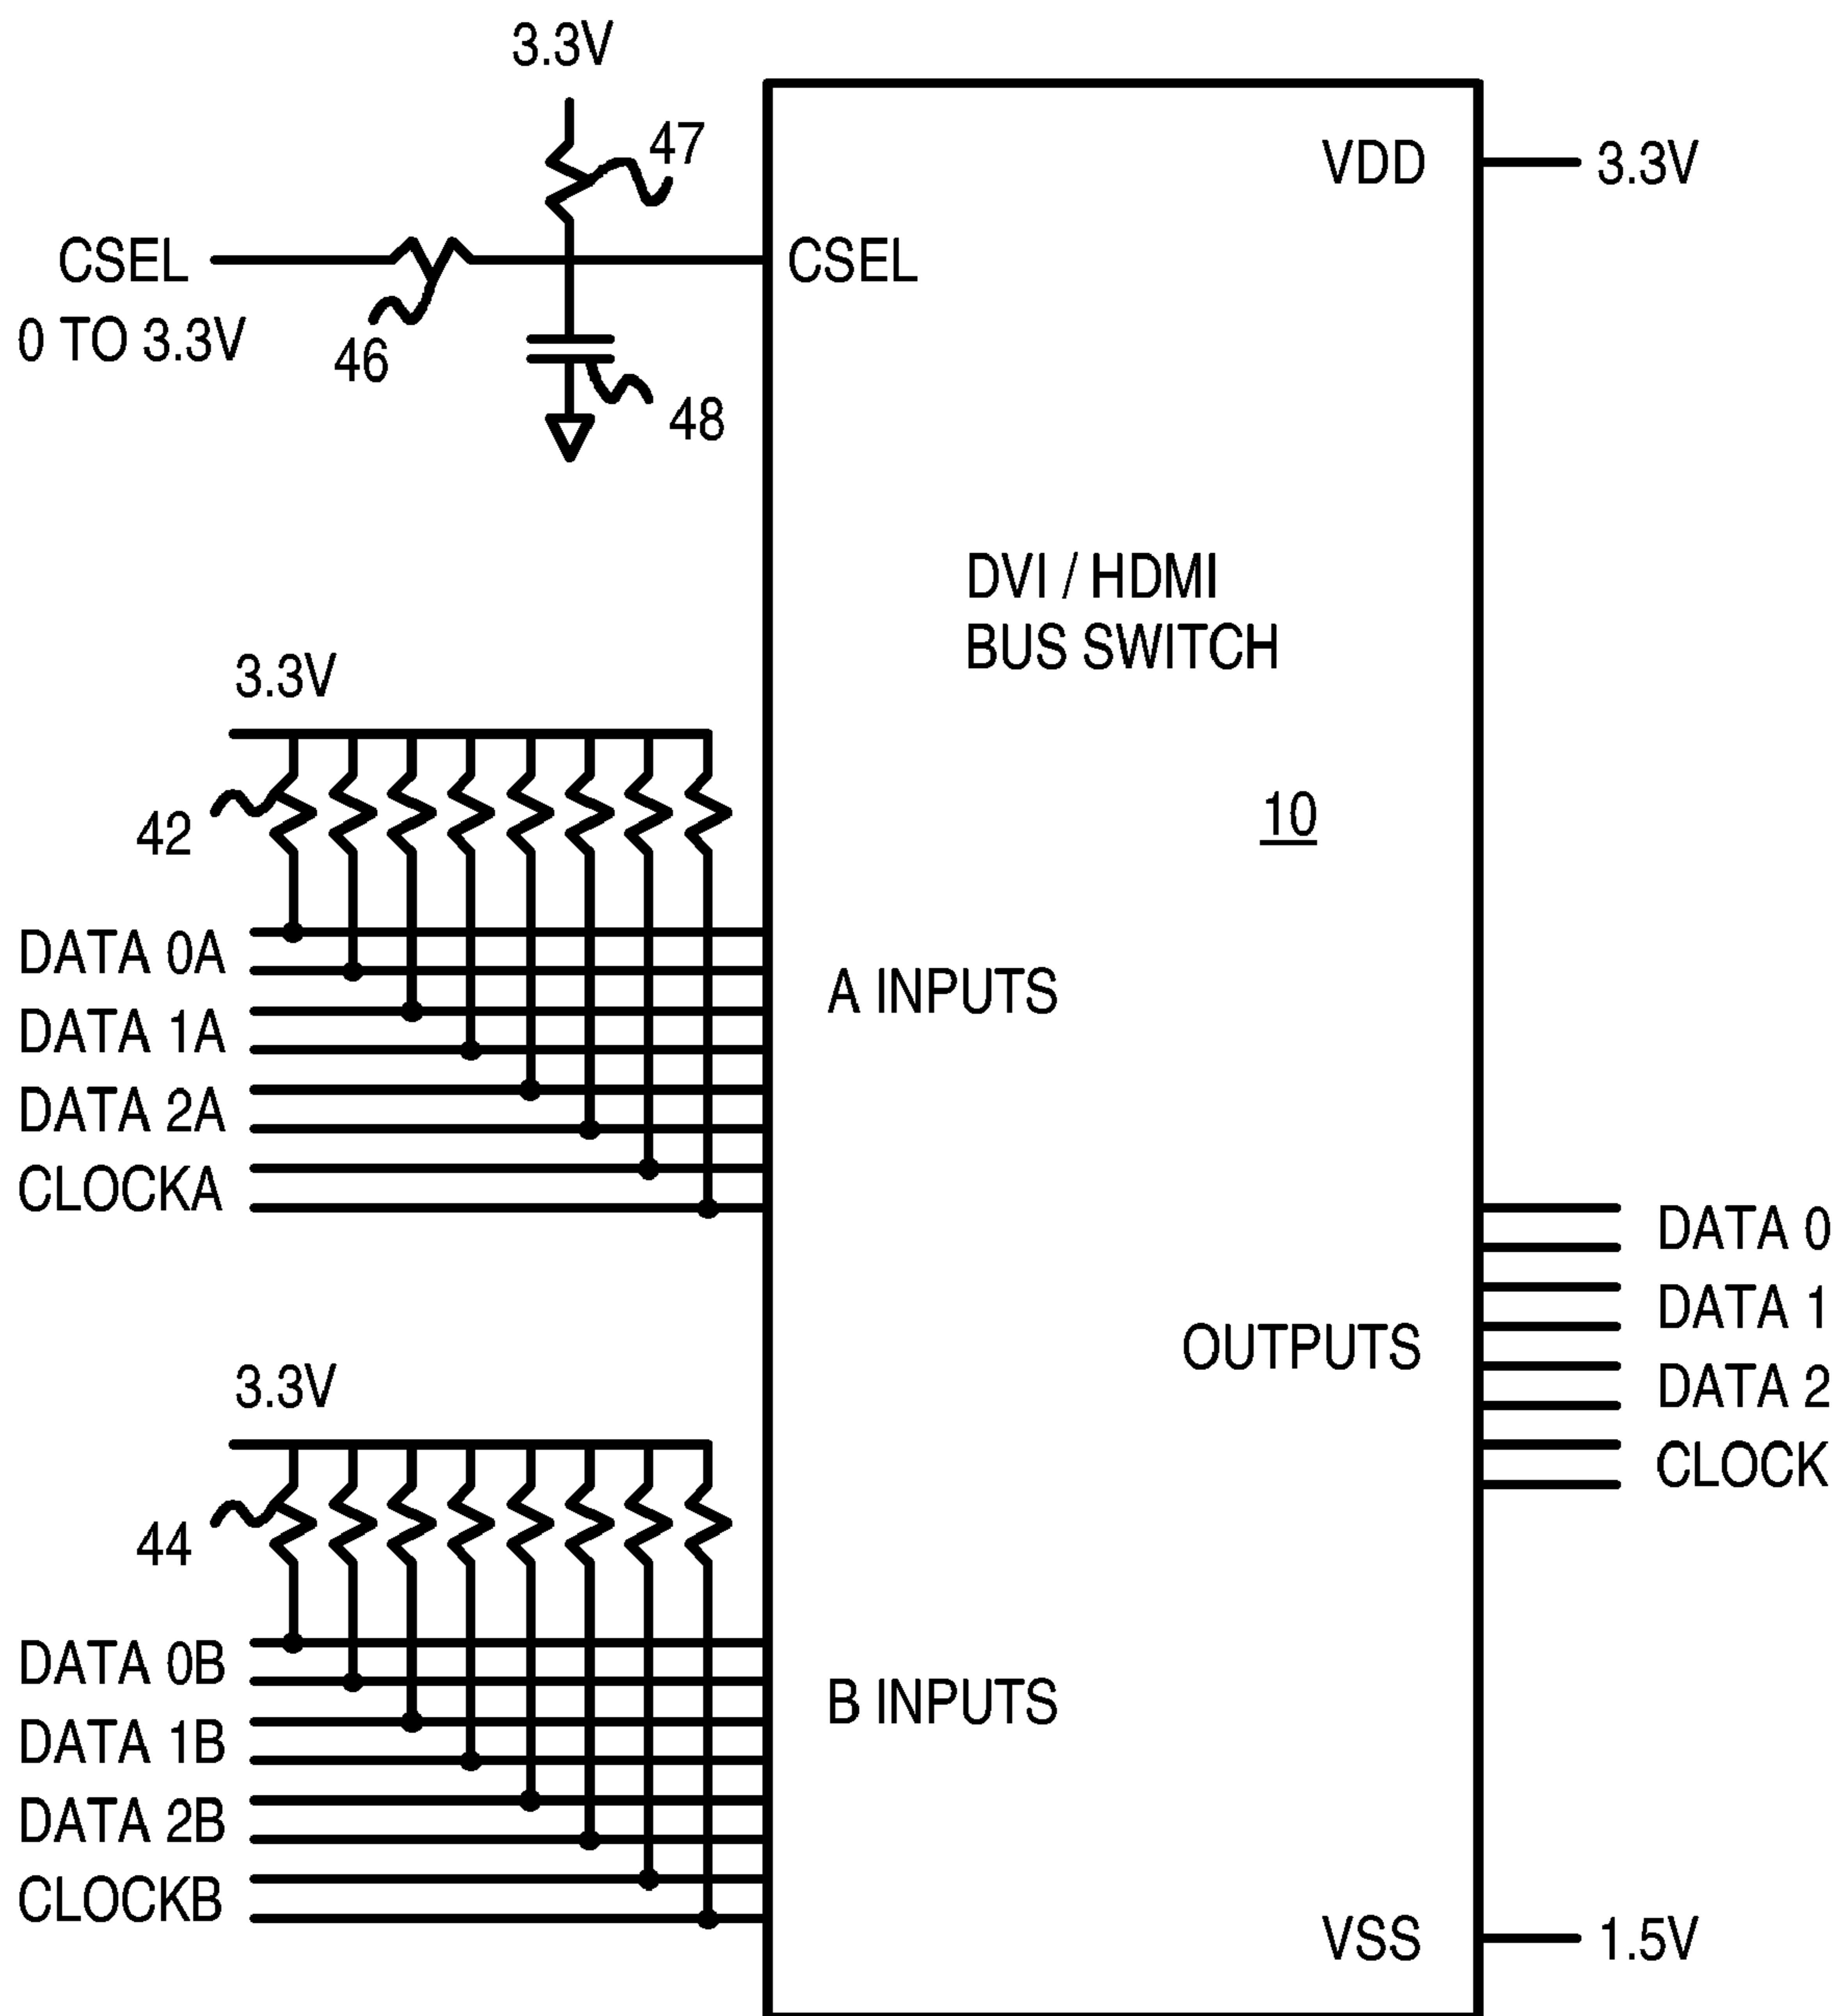 3.3V
47
VDD
3.3V
CSEL
0 TO 3.3V
46
48
CSEL
DVI / HDMI
BUS SWITCH
10
3.3V
42
DATA 0A
DATA 1A
DATA 2A
CLOCKA
A INPUTS
OUTPUTS
DATA 0
DATA 1
DATA 2
CLOCK
3.3V
44
DATA 0B
DATA 1B
DATA 2B
CLOCKB
B INPUTS
VSS
1.5V